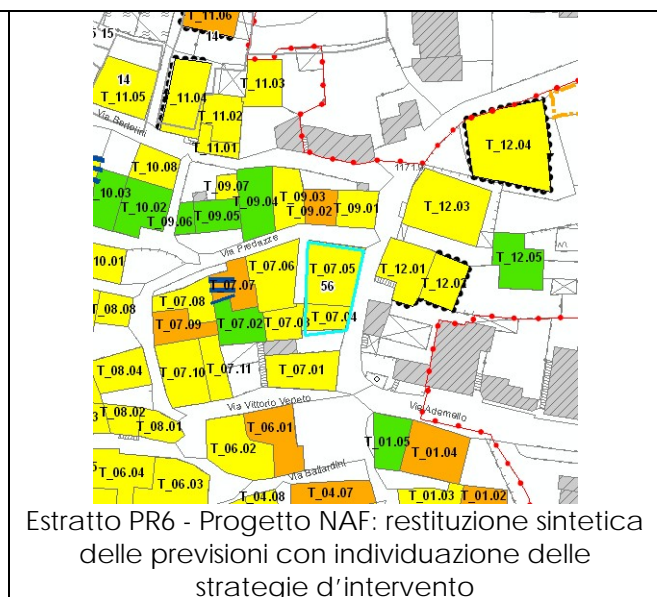 T_11.06
14
5 15
14
T_11.05
T_11.04
T_11.03
T_11.02
T_11.01
Via Bertolini
T_12.04
1171.0
T_10.08
T_10.03
T_10.02
T_09.07
T_09.06
T_09.05
T_09.04
T_09.03
T_09.02
T_09.01
T_12.03
Via Predazze
T_12.05
10.01
T_07.06
T_07.05
56
T_12.01
T_12.02
T_07.07
T_07.08
T_07.09
T_07.02
T_07.03
T_07.04
08.08
T_07.10
T_07.11
T_07.01
T_08.04
Via Vittorio Veneto
Via Adamello
T_08.02
T_08.01
T_06.01
T_06.02
T_01.05
T_01.04
Via Ballardini
T_06.04
T_06.03
T_04.08
T_04.07
T_01.03
T_01.02
Estratto PR6 - Progetto NAF: restituzione sintetica
delle previsioni con individuazione delle
strategie d'intervento